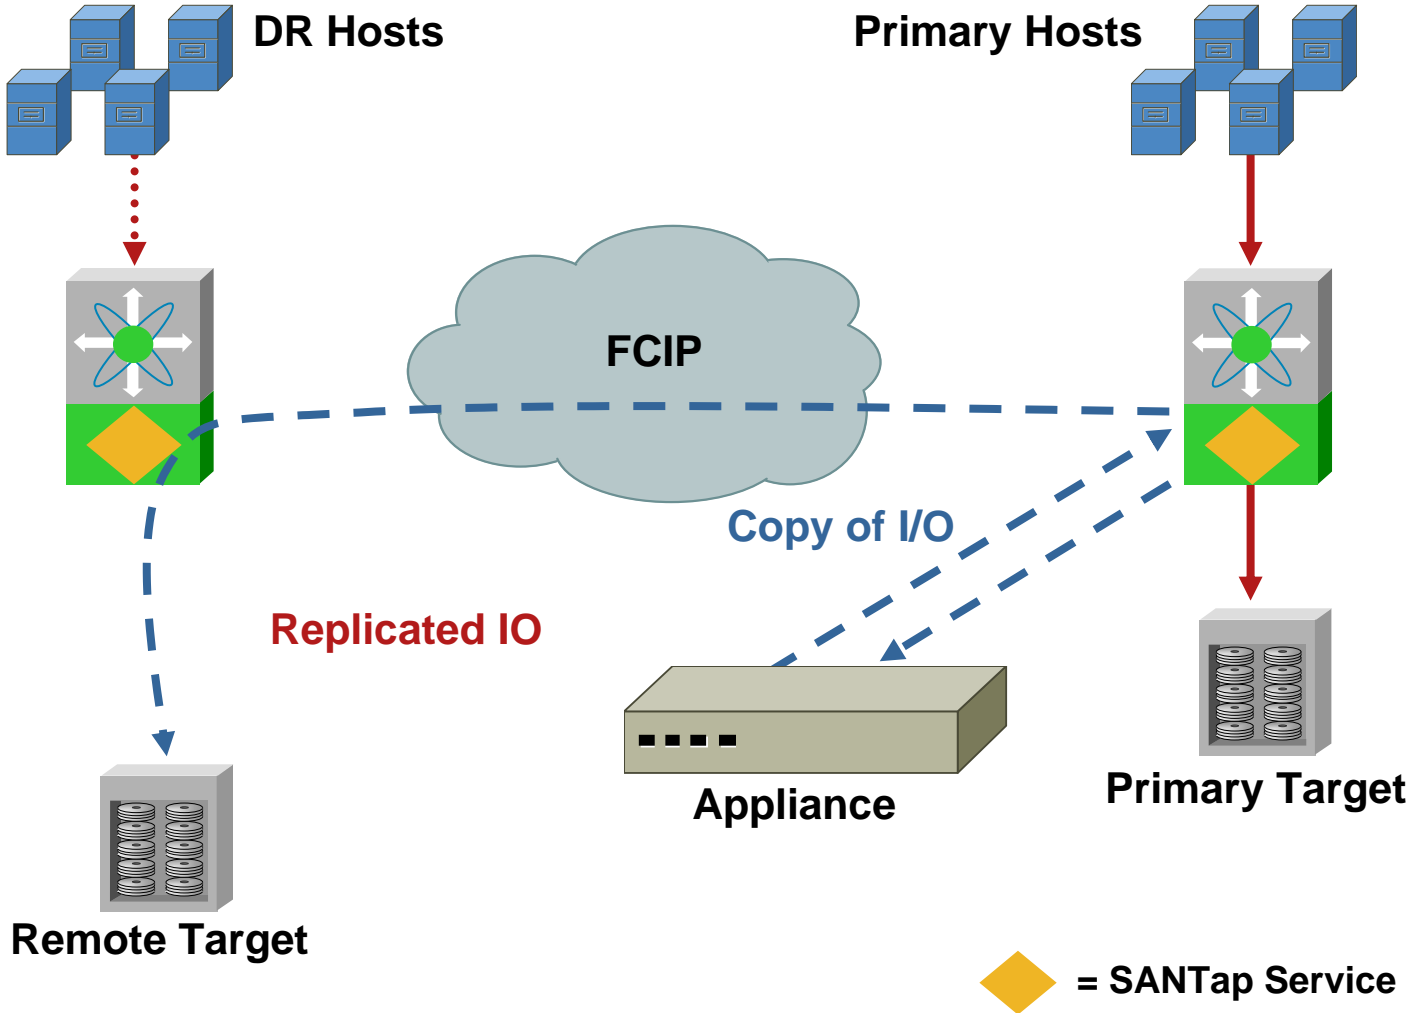 DR Hosts
Primary Hosts
FCIP
Copy of I/O
Replicated IO
Appliance
Primary Target
Remote Target
= SANTap Service